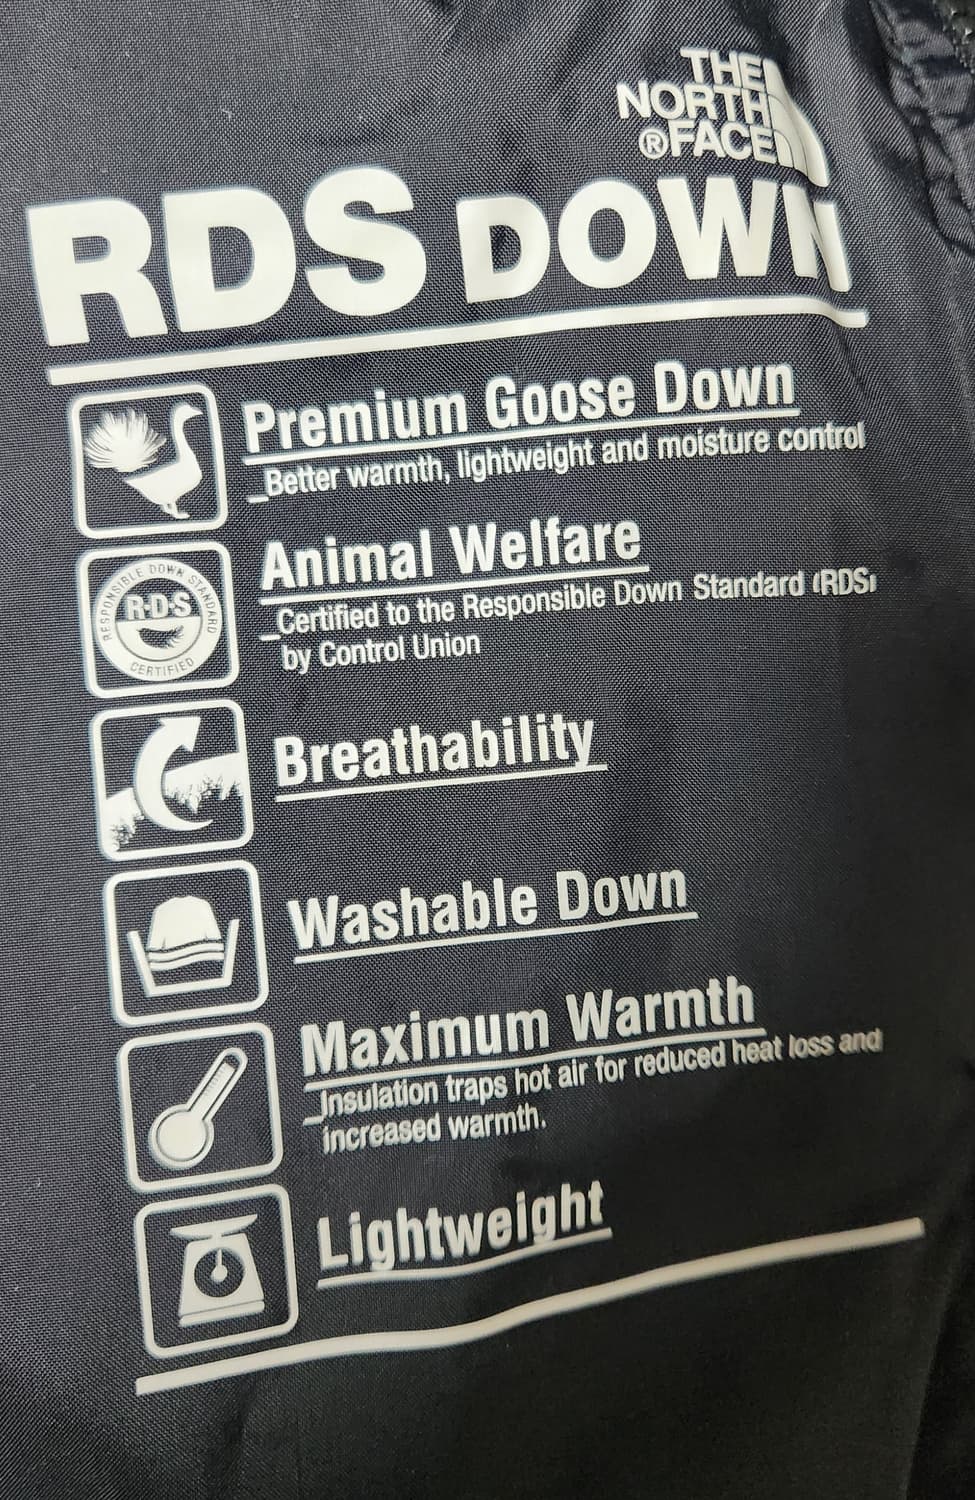 THE
NORTH
®FACE
RDS DOWN
Premium Goose Down
_Better warmth, lightweight and moisture control
RESPONSIBLE DOWN STANDARD
R·D·S
CERTIFIED
Animal Welfare
_Certified to the Responsible Down Standard (RDS)
by Control Union
Breathability
Washable Down
Maximum Warmth
_Insulation traps hot air for reduced heat loss and
increased warmth.
Lightweight